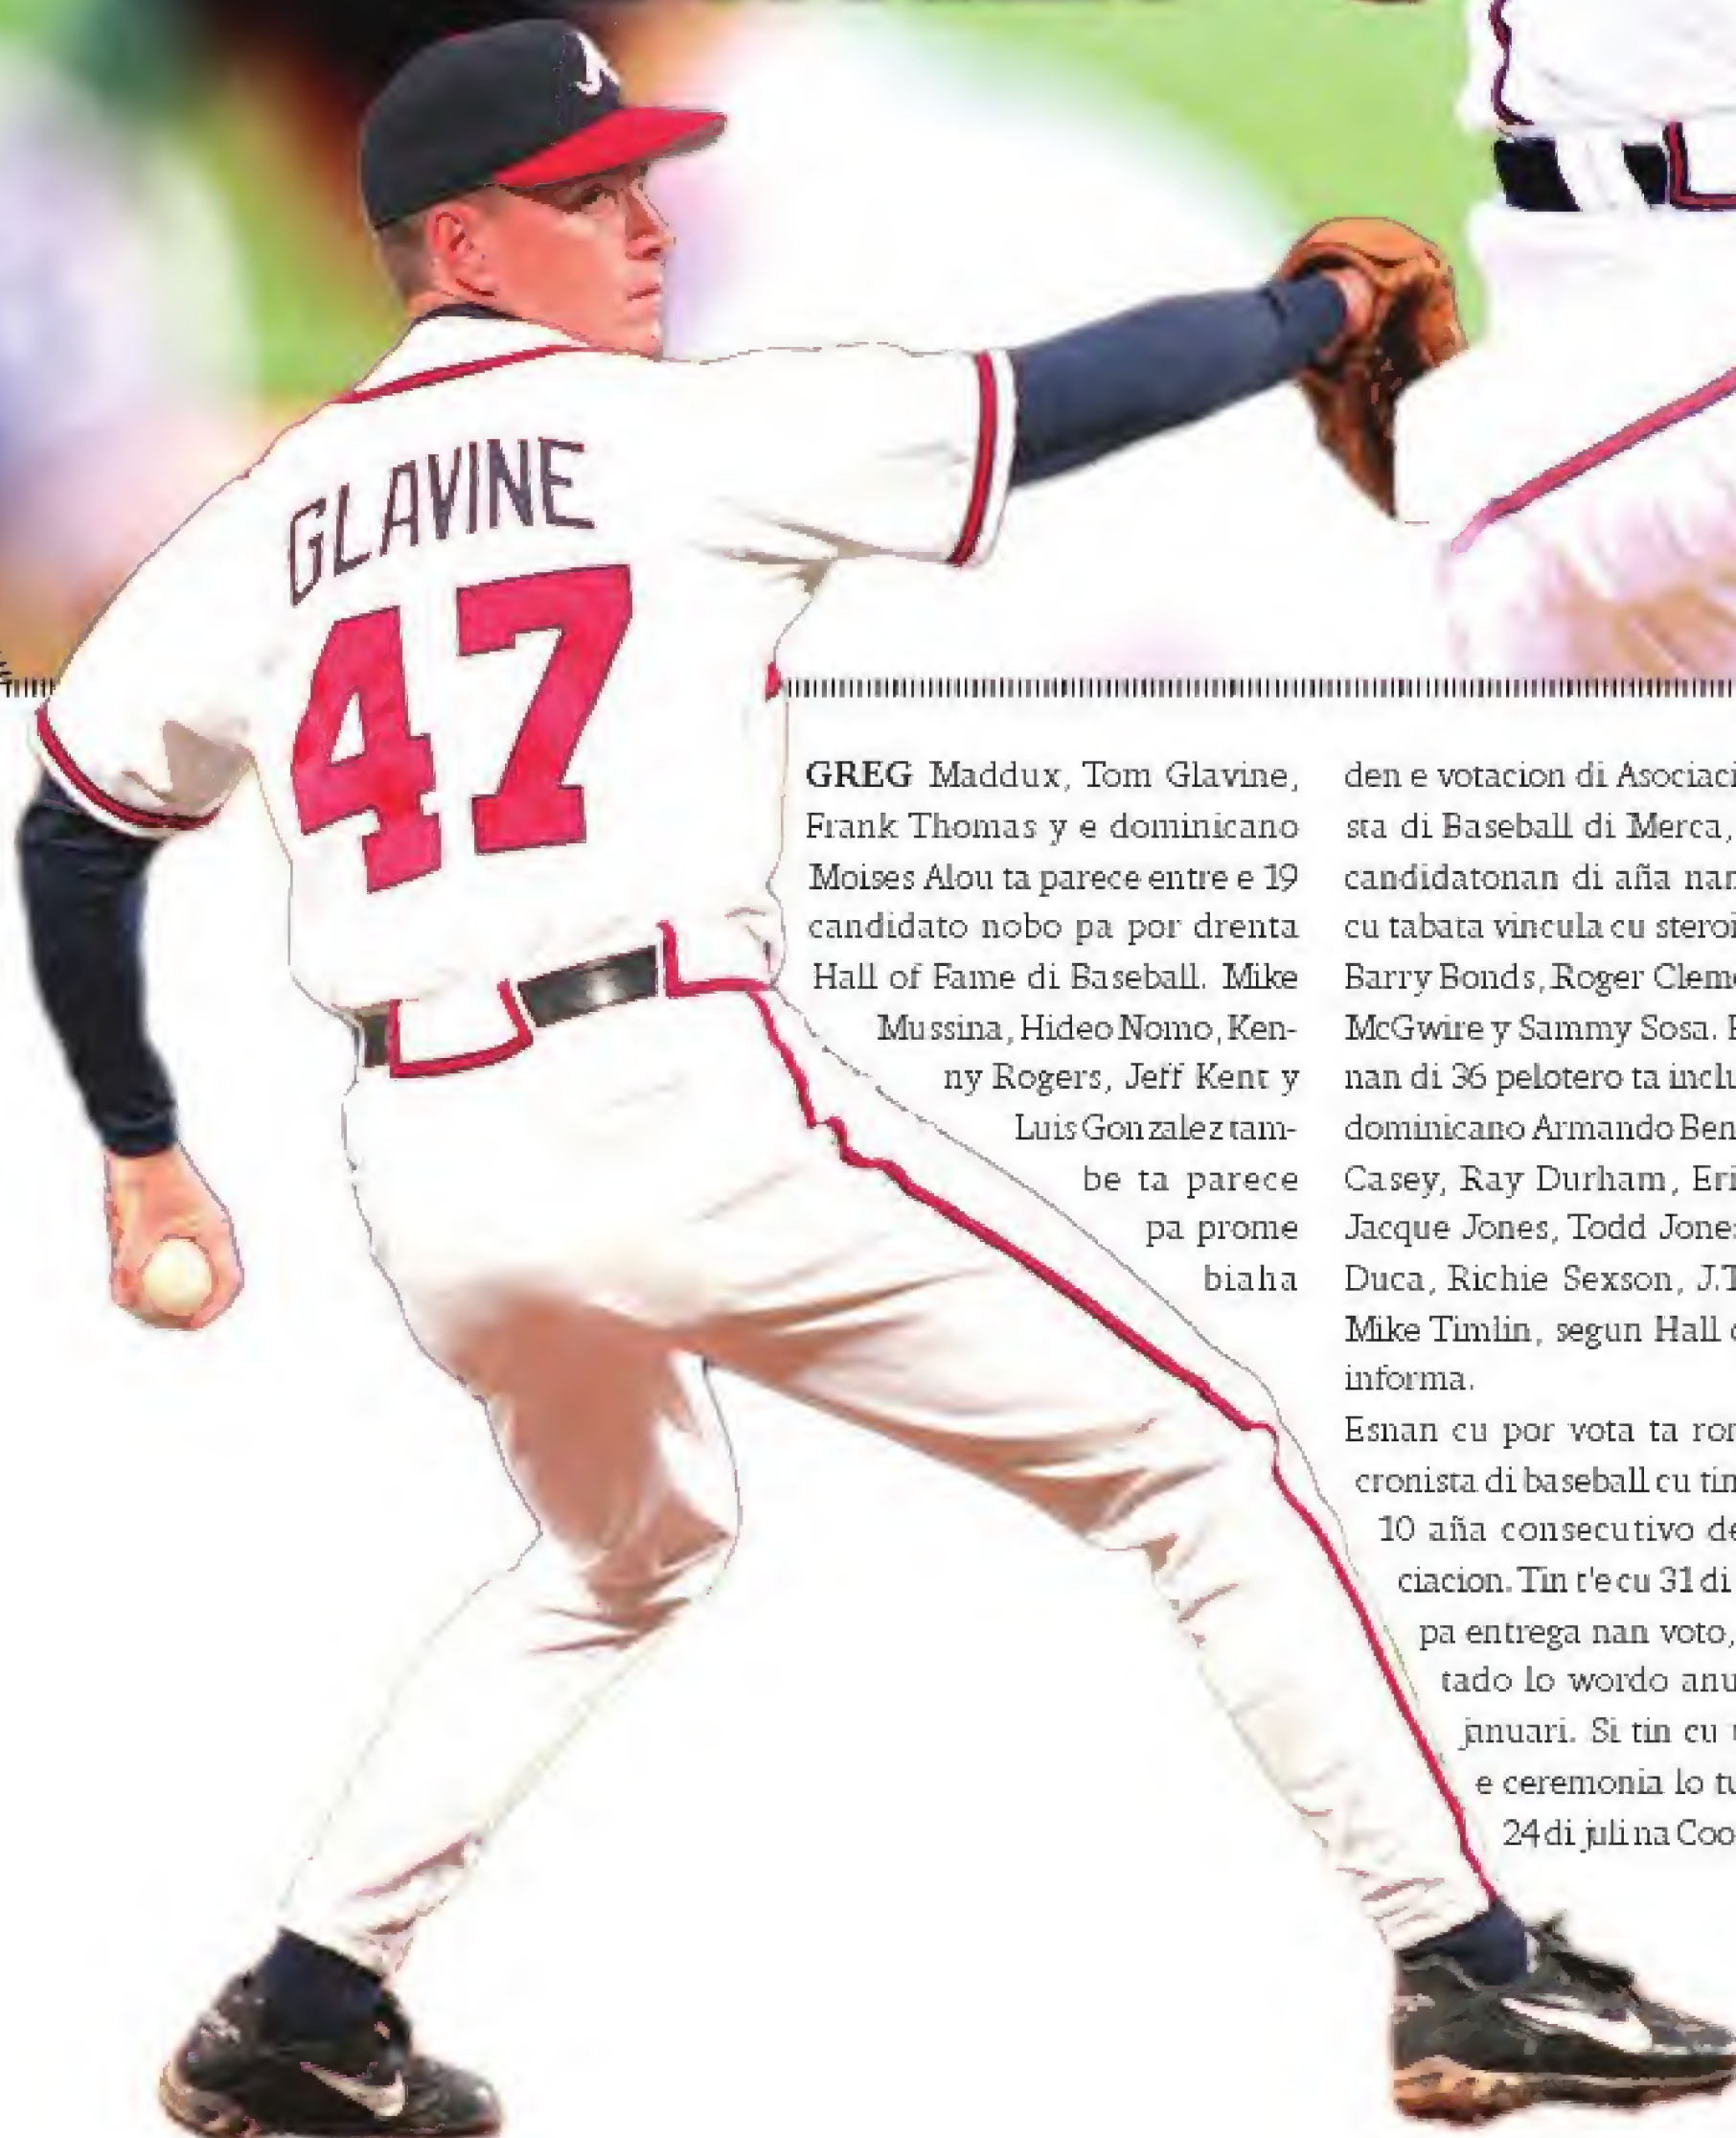 GLAVINE
47
GREG Maddux, Tom Glavine,
Frank Thomas y e dominicano
Moises Alou ta parece entre e 19
candidato nobo pa por drenta
Hall of Fame di Baseball. Mike
Mussina, Hideo Nomo, Ken-
ny Rogers, Jeff Kent y
Luis Gonzalez tam-
be ta parece
pa prome
biaha
den e votacion di
sta di Baseball di Merca,
candidatonan di aña
cu tabata vincula cu
Barry Bonds, Roger
McGwire y Sammy Sosa.
nan di 36 pelotero ta
dominicano Armando
Casey, Ray Durham,
Jacque Jones, Todd
Duca, Richie Sexson,
Mike Timlin, segun Hall
informa.
Esnan cu por vota ta
cronista di baseball cu
10 aña consecutivo
ciacion. Tin t'e cu 31 di
pa entrega nan voto,
tado lo wordo
januari. Si tin cu
e ceremonia lo
24 di juli na